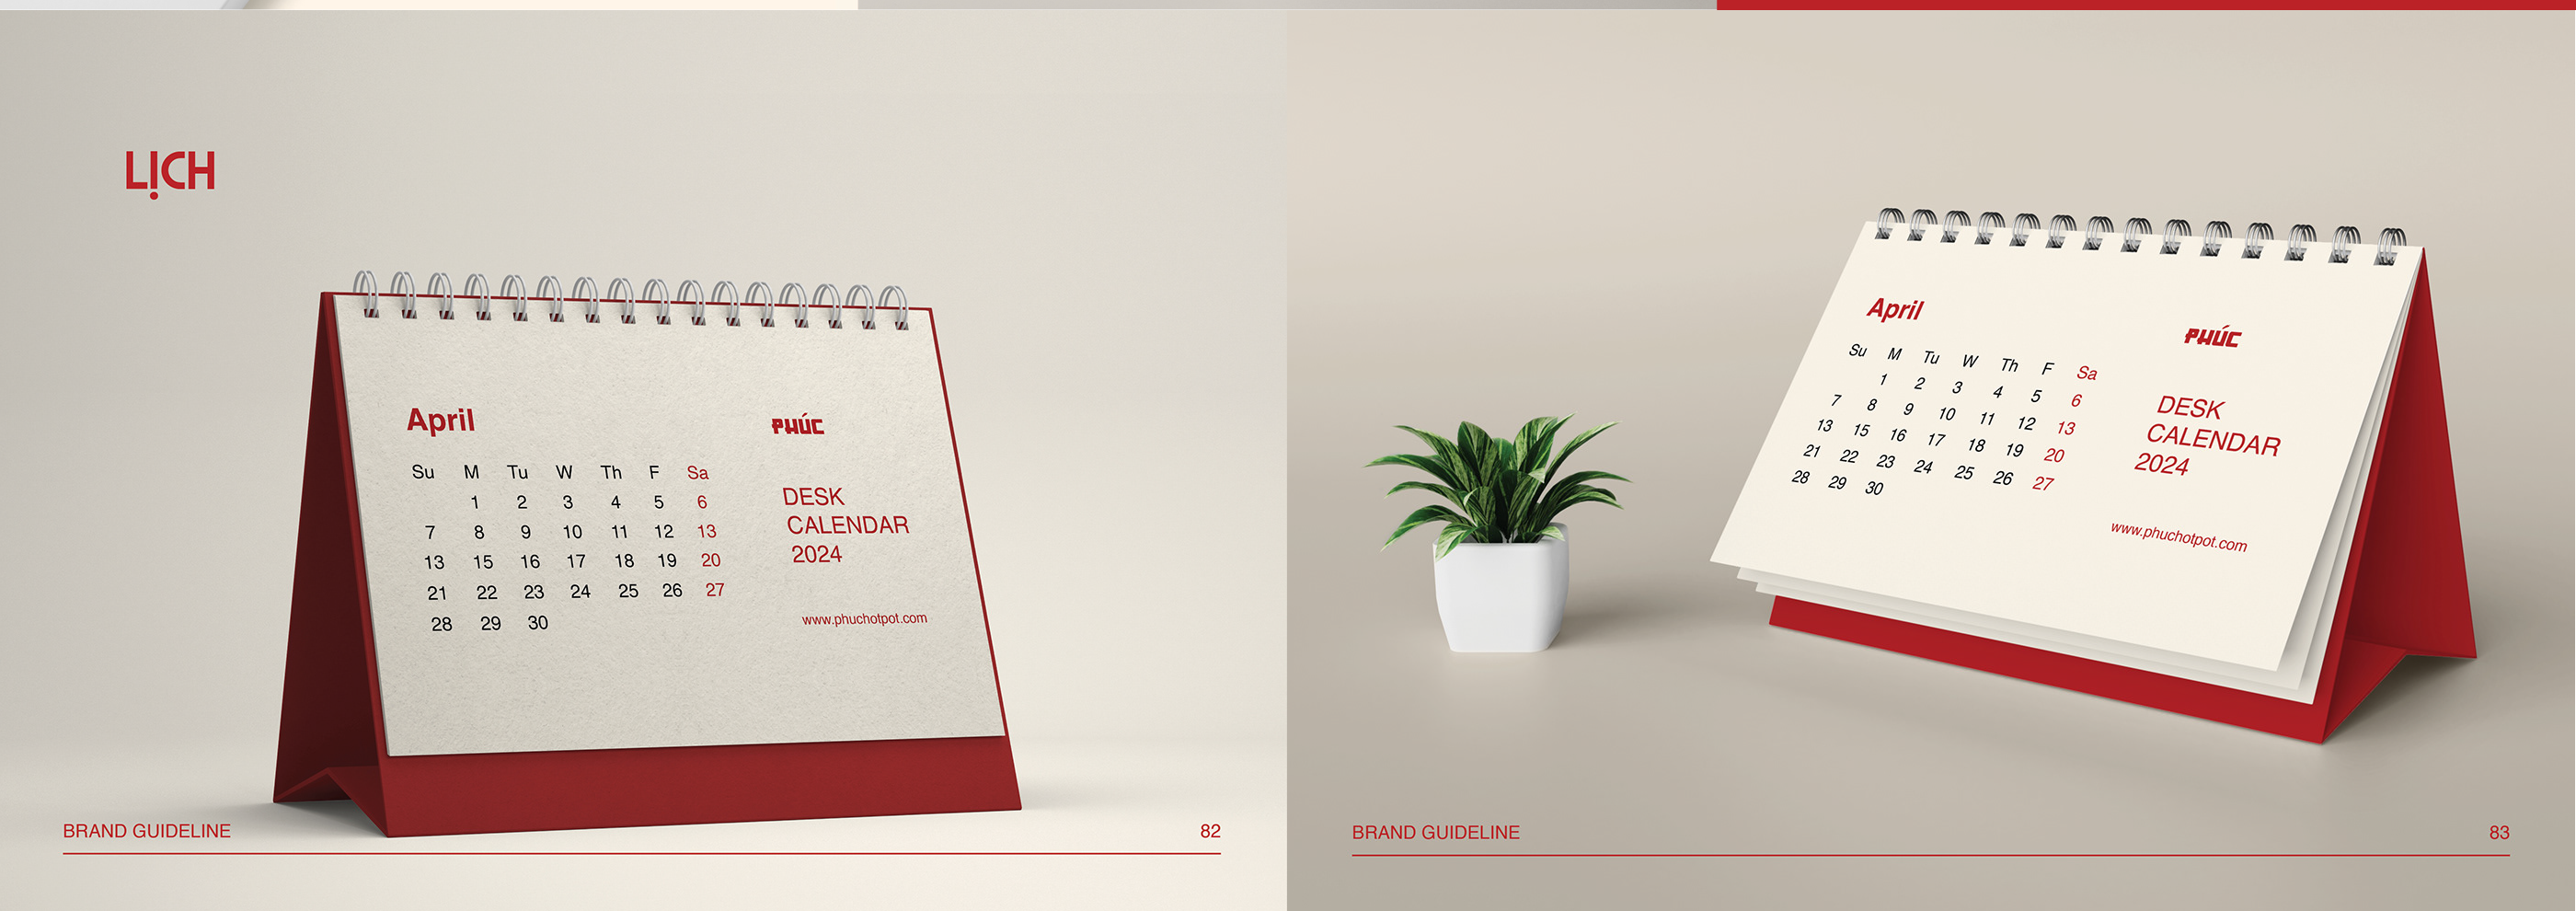 LỊCH
April
PHÚC
Su M Tu W Th F Sa
1 2 3 4 5 6
7 8 9 10 11 12 13
13 15 16 17 18 19 20
21 22 23 24 25 26 27
28 29 30
DESK
CALENDAR
2024
www.phuchotpot.com
BRAND GUIDELINE 82
April
PHÚC
Su M Tu W Th F Sa
1 2 3 4 5 6
7 8 9 10 11 12 13
13 15 16 17 18 19 20
21 22 23 24 25 26 27
28 29 30
DESK
CALENDAR
2024
www.phuchotpot.com
BRAND GUIDELINE 83